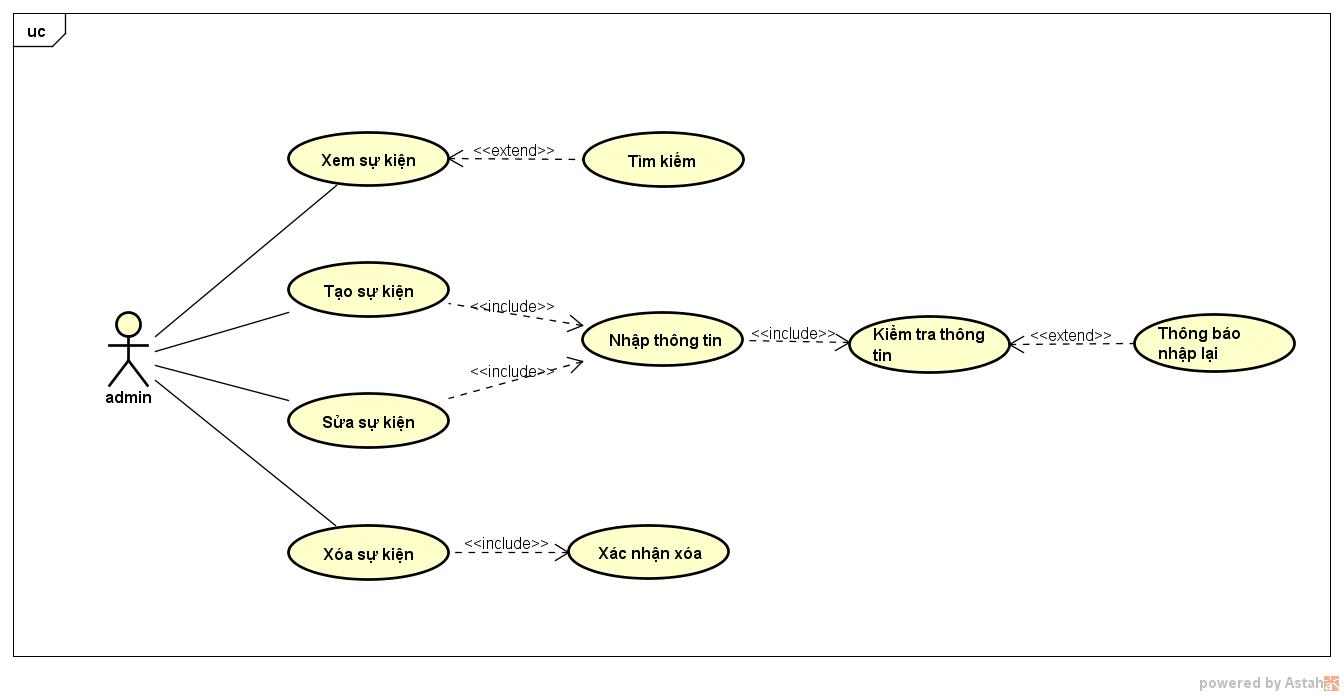 uc
Xem sự kiện
<<extend>>
Tìm kiếm
Tạo sự kiện
<<include>>
Nhập thông tin
<<include>>
Kiểm tra thông
tin
<<extend>>
Thông báo
nhập lại
<<include>>
Sửa sự kiện
admin
Xóa sự kiện
<<include>>
Xác nhận xóa
powered by Astah